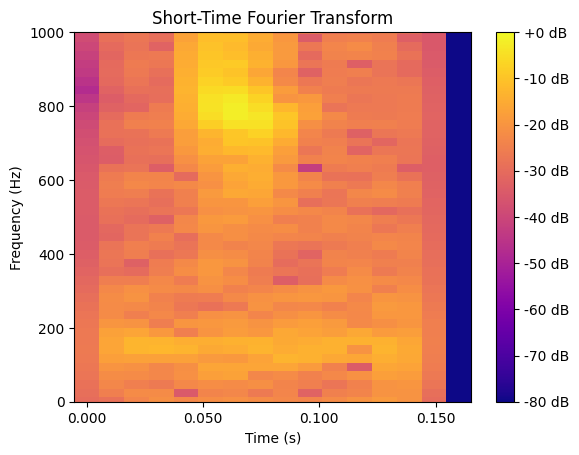 Short-Time Fourier Transform
Frequency (Hz)
1000
800
600
400
200
0
0.000
0.050
0.100
0.150
Time (s)
+0 dB
-10 dB
-20 dB
-30 dB
-40 dB
-50 dB
-60 dB
-70 dB
-80 dB